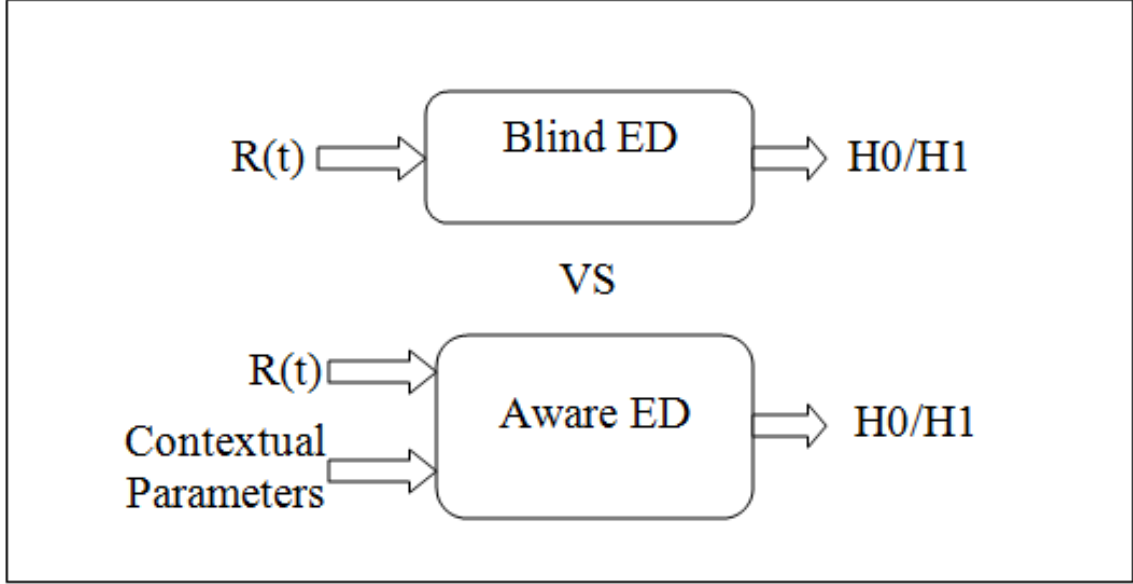 R(t)
Blind ED
H0/H1
VS
R(t)
Contextual
Parameters
Aware ED
H0/H1